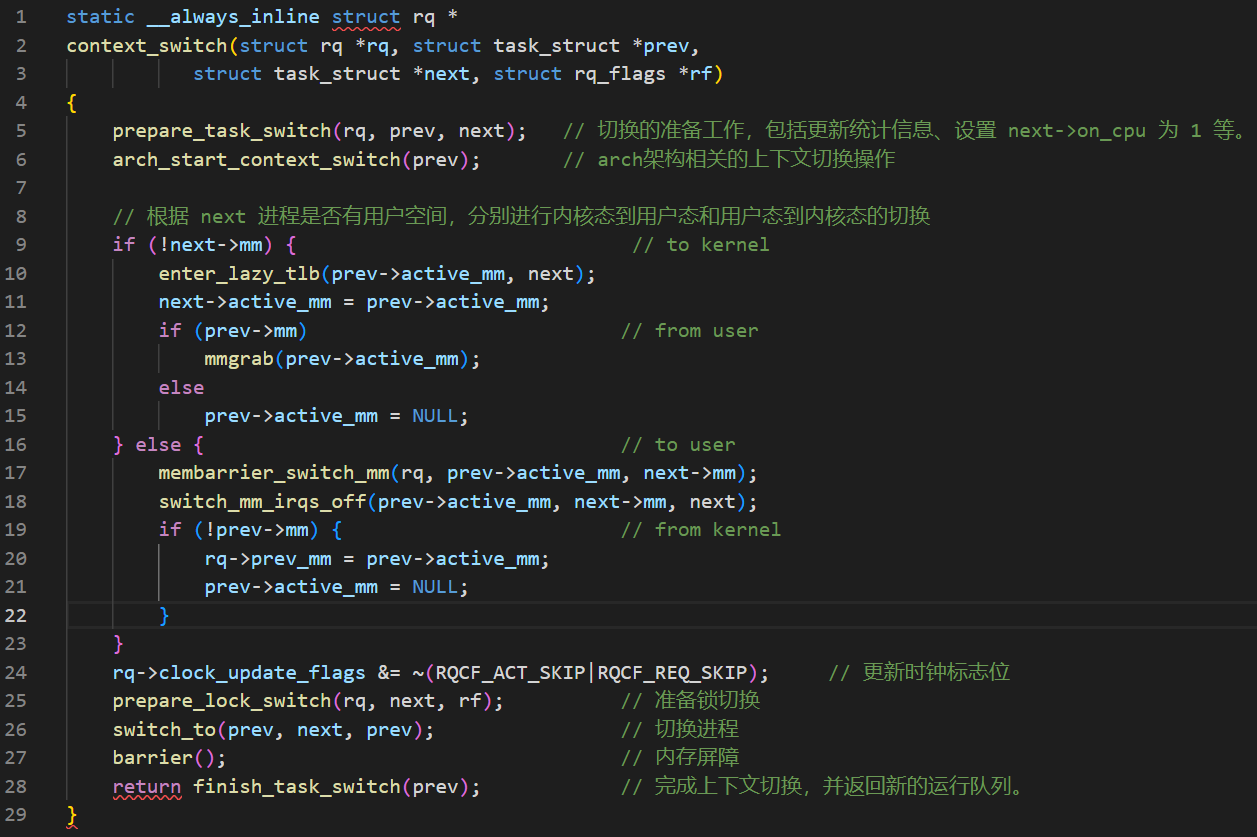 1 static __always_inline struct rq *
2 context_switch(struct rq *rq, struct task_struct *prev,
3 struct task_struct *next, struct rq_flags *rf)
4 {
5 prepare_task_switch(rq, prev, next); // 切换的准备工作，包括更新统计信息、设置 next->on_cpu 为 1 等。
6 arch_start_context_switch(prev); // arch架构相关的上下文切换操作
7
8 // 根据 next 进程是否有用户空间，分别进行内核态到用户态和用户态到内核态的切换
9 if (!next->mm) { // to kernel
10 enter_lazy_tlb(prev->active_mm, next);
11 next->active_mm = prev->active_mm;
12 if (prev->mm) // from user
13 mmgrab(prev->active_mm);
14 else
15 prev->active_mm = NULL;
16 } else { // to user
17 membarrier_switch_mm(rq, prev->active_mm, next->mm);
18 switch_mm_irqs_off(prev->active_mm, next->mm, next);
19 if (!prev->mm) { // from kernel
20 rq->prev_mm = prev->active_mm;
21 prev->active_mm = NULL;
22 }
23 }
24 rq->clock_update_flags &= ~(RQCF_ACT_SKIP|RQCF_REQ_SKIP); // 更新时钟标志位
25 prepare_lock_switch(rq, next, rf); // 准备锁切换
26 switch_to(prev, next, prev); // 切换进程
27 barrier(); // 内存屏障
28 return finish_task_switch(prev); // 完成上下文切换，并返回新的运行队列。
29 }